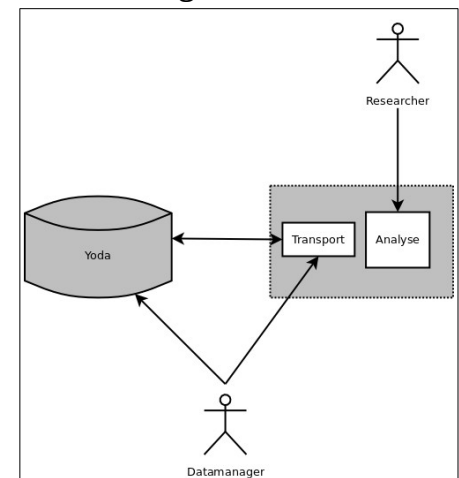 Researcher
Transport
Analyse
Yoda
Datamanager